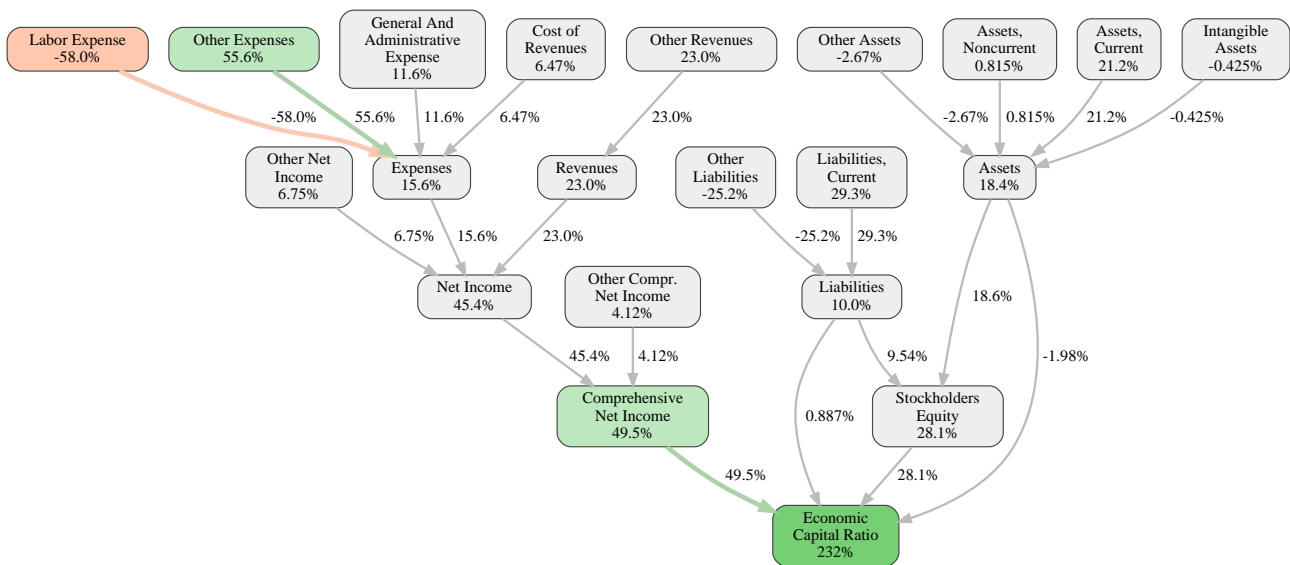 Labor Expense
-58.0%
Other Expenses
55.6%
General And
Administrative
Expense
11.6%
Cost of
Revenues
6.47%
Other Revenues
23.0%
Other Assets
-2.67%
Assets,
Noncurrent
0.815%
Assets,
Current
21.2%
Intangible
Assets
-0.425%
-58.0%
55.6%
11.6%
6.47%
23.0%
-2.67%
0.815%
21.2%
-0.425%
Other Net
Income
6.75%
Expenses
15.6%
Revenues
23.0%
Other
Liabilities
-25.2%
Liabilities,
Current
29.3%
Assets
18.4%
6.75%
15.6%
23.0%
-25.2%
29.3%
Net Income
45.4%
Other Compr.
Net Income
4.12%
Liabilities
10.0%
18.6%
45.4%
4.12%
9.54%
-1.98%
Comprehensive
Net Income
49.5%
0.887%
Stockholders
Equity
28.1%
49.5%
28.1%
Economic
Capital Ratio
232%